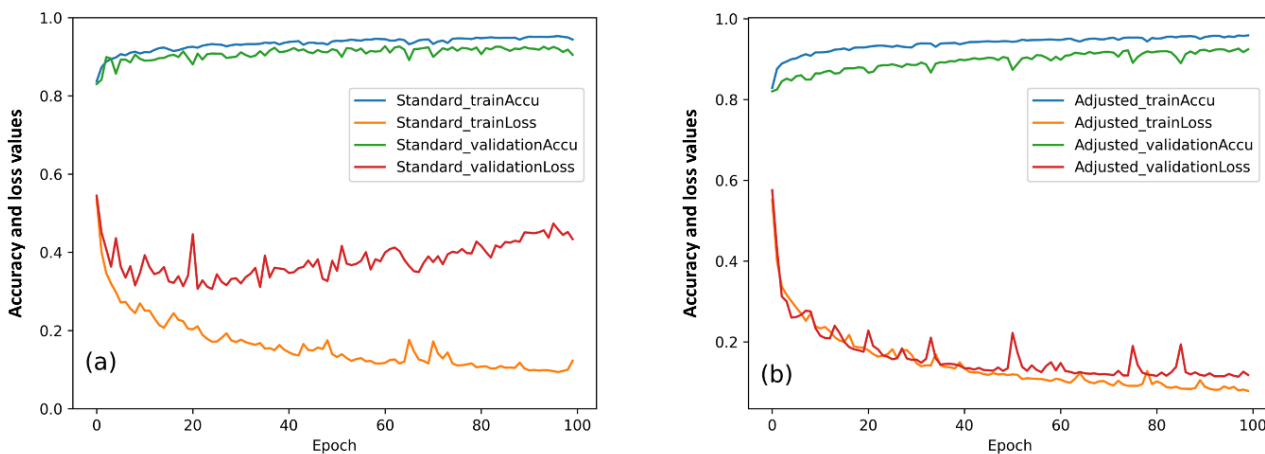 Accuracy and loss values
1.0
0.8
0.6
0.4
0.2
0.0
Standard_trainAccu
Standard_trainLoss
Standard_validationAccu
Standard_validationLoss
(a)
0
20
40
60
80
100
Epoch
Accuracy and loss values
1.0
0.8
0.6
0.4
0.2
Adjusted_trainAccu
Adjusted_trainLoss
Adjusted_validationAccu
Adjusted_validationLoss
(b)
0
20
40
60
80
100
Epoch